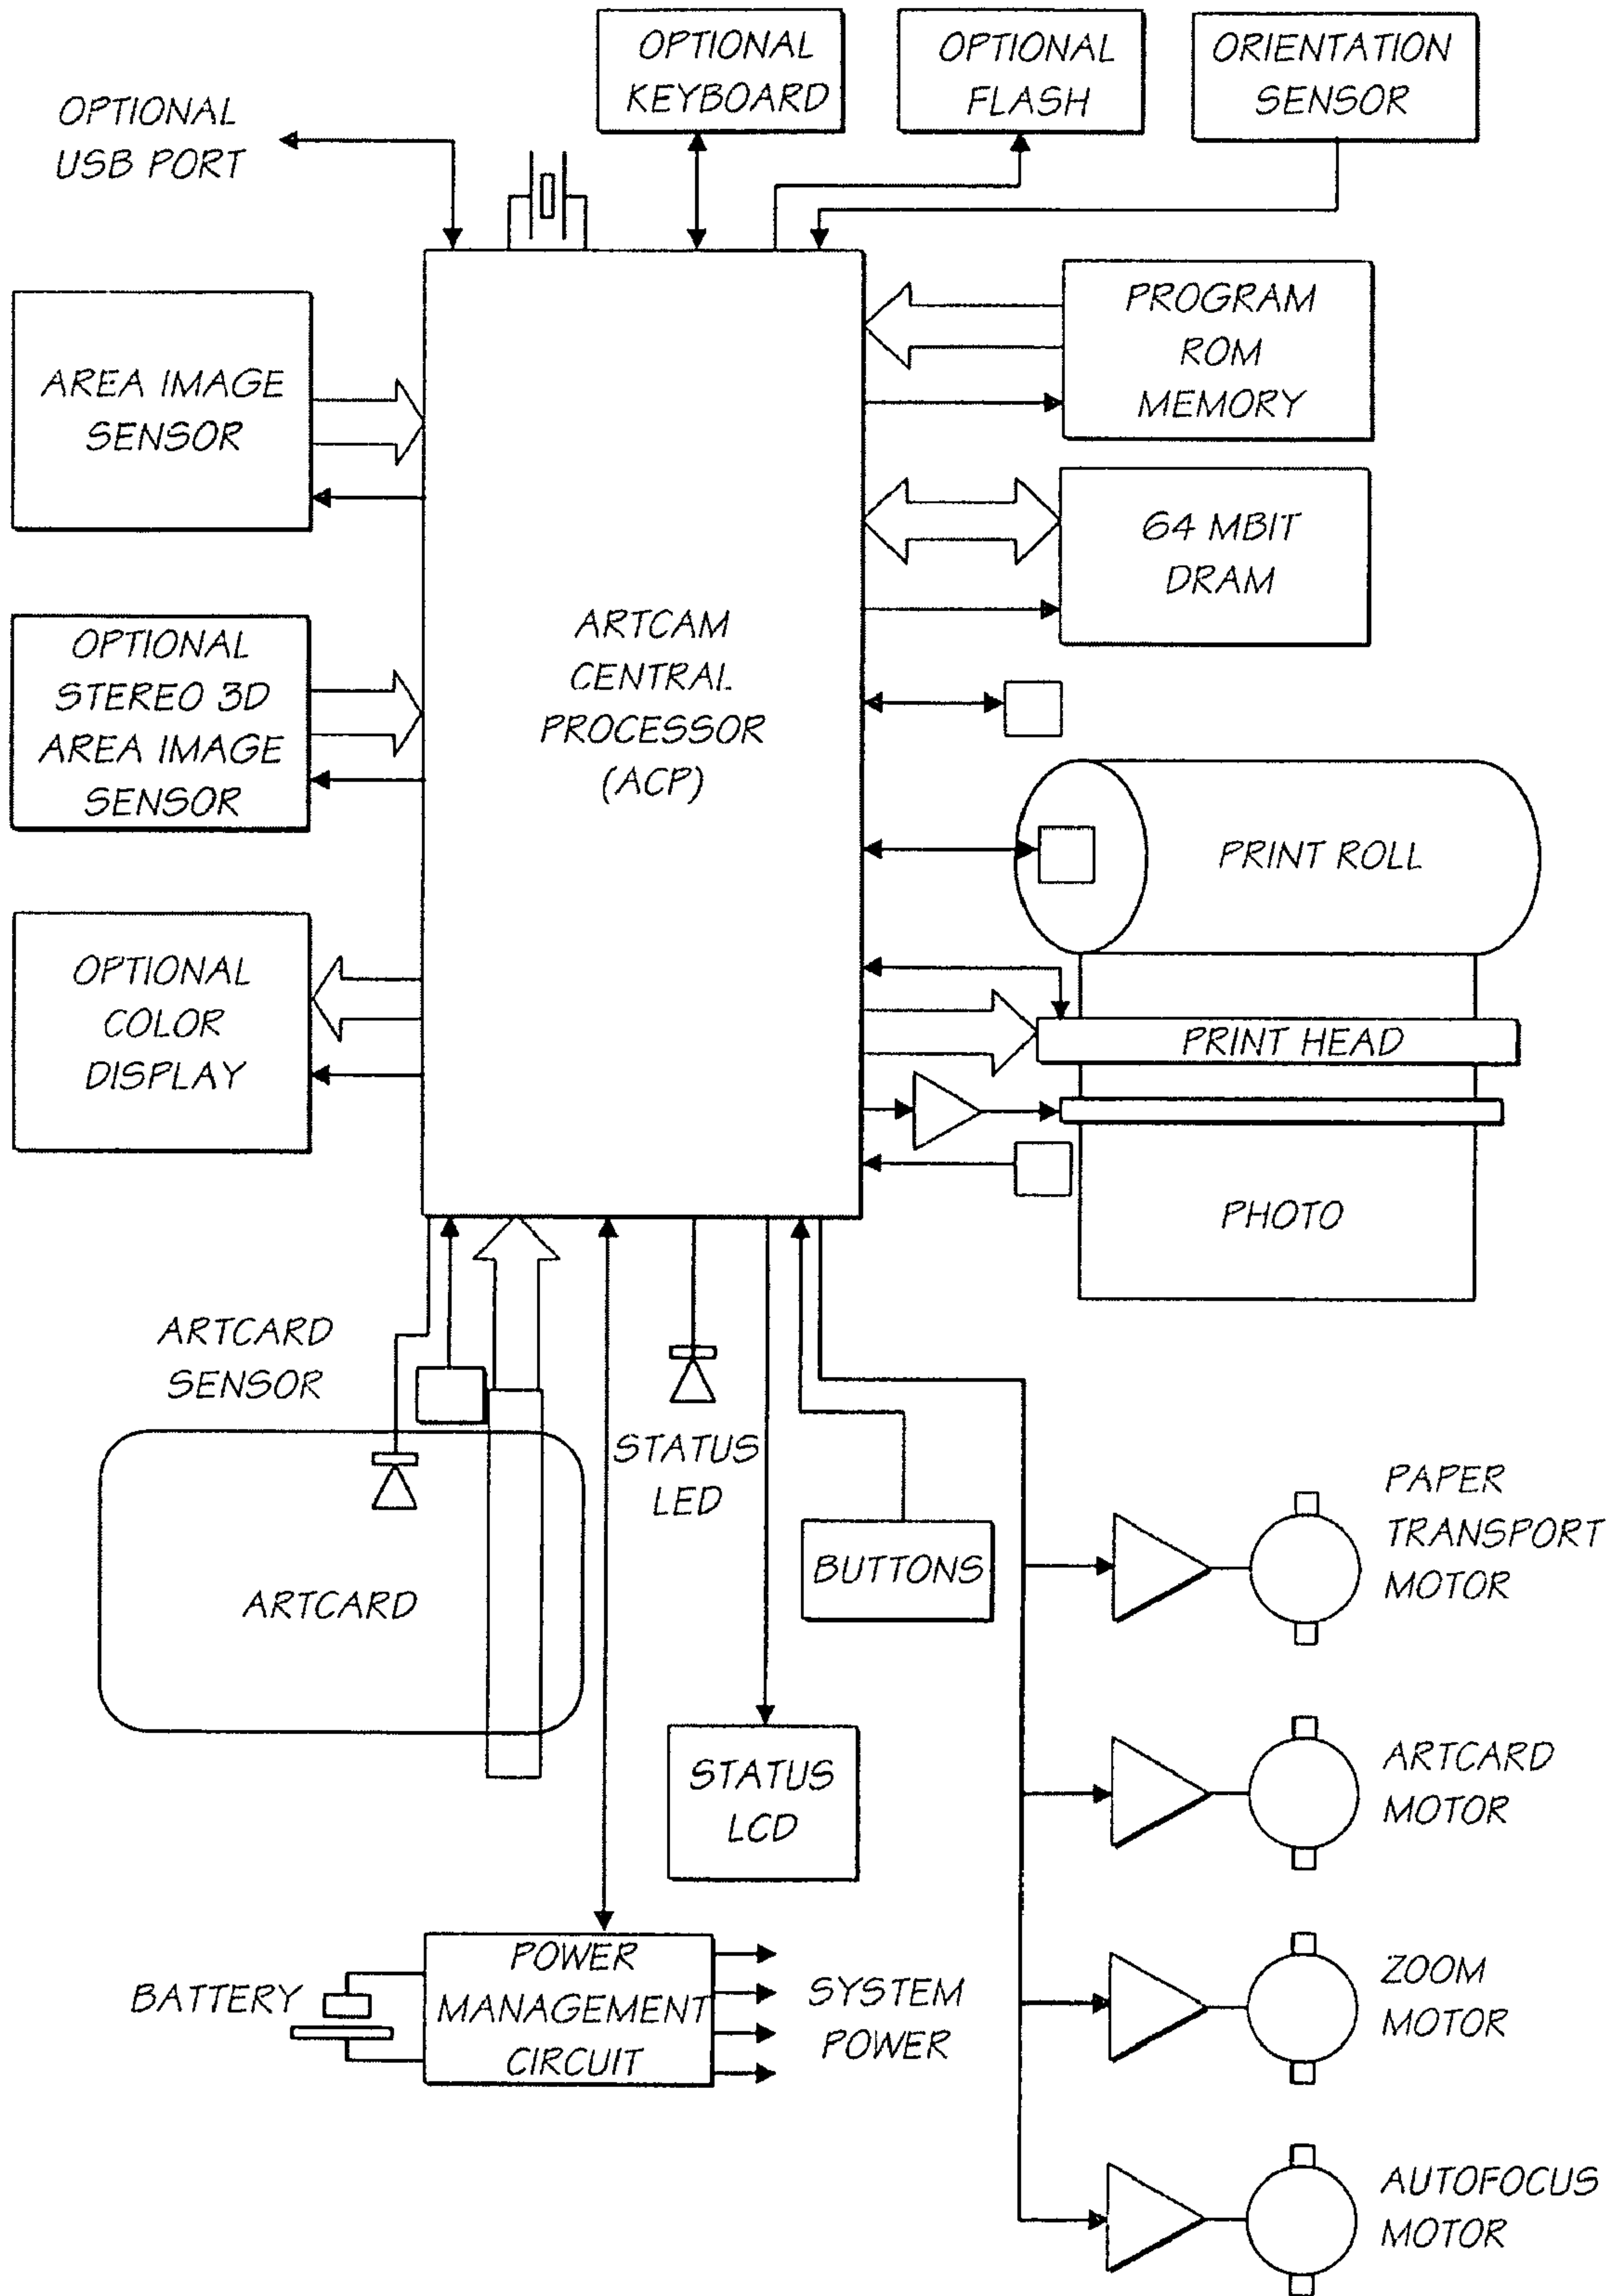 OPTIONAL
KEYBOARD
OPTIONAL
FLASH
ORIENTATION
SENSOR
OPTIONAL
USB PORT
AREA IMAGE
SENSOR
PROGRAM
ROM
MEMORY
64 MBIT
DRAM
OPTIONAL
STEREO 3D
AREA IMAGE
SENSOR
ARTCAM
CENTRAL
PROCESSOR
(ACP)
PRINT ROLL
OPTIONAL
COLOR
DISPLAY
PRINT HEAD
PHOTO
ARTCARD
SENSOR
STATUS
LED
BUTTONS
ARTCARD
PAPER
TRANSPORT
MOTOR
STATUS
LCD
ARTCARD
MOTOR
BATTERY
POWER
MANAGEMENT
CIRCUIT
SYSTEM
POWER
ZOOM
MOTOR
AUTOFOCUS
MOTOR